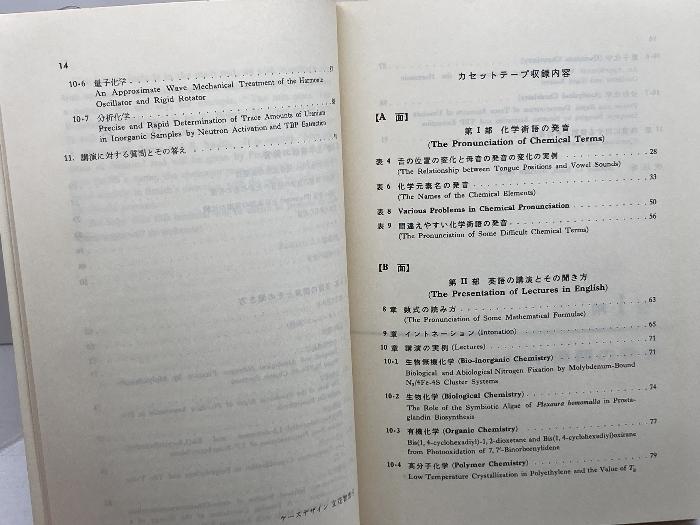 14
10·6 量子化学
An Approximate Wave Mechanical Treatment of the Harmonic
Oscillator and Rigid Rotator
10·7 分析化学
Precise and Rapid Determination of Trace Amounts of Uranium
in Inorganic Samples by Neutron Activation and TBP Extraction
11. 講演に対する質問とその答え
ケースデザイン
カセットテープ収録内容
【A 面】
第 I 部 化学術語の発音
(The Pronunciation of Chemical Terms)
表 4 舌の位置の変化と母音の発音の変化の実例 28
(The Relationship between Tongue Positions and Vowel Sounds)
表 6 化学元素名の発音 33
(The Names of the Chemical Elements)
表 8 Various Problems in Chemical Pronunciation 50
表 9 間違えやすい化学術語の発音 56
(The Pronunciation of Some Difficult Chemical Terms)
【B 面】
第 II 部 英語の講演とその聞き方
(The Presentation of Lectures in English)
8 章 数式の読み方 63
(The Pronunciation of Some Mathematical Formulae)
9 章 イントネーション (Intonation) 65
10 章 講演の実例 (Lectures) 71
10·1 生物無機化学 (Bio-inorganic Chemistry) 71
Biological and Abiological Nitrogen Fixation by Molybdenum-Bound
N₂/4Fe-4S Cluster Systems
10·2 生物化学 (Biological Chemistry) 74
The Role of the Symbiotic Algae of Plexaura homomalla in Prosta-
glandin Biosynthesis
10·3 有機化学 (Organic Chemistry) 77
Bis(1, 4-cyclohexadiyl)-1, 2-dioxetane and Bis(1, 4-cyclohexadiyl)oxirane
from Photooxidation of 7, 7′-Binorbornylidene
10·4 高分子化学 (Polymer Chemistry) 79
Low Temperature Crystallization in Polyethylene and the Value of Tg